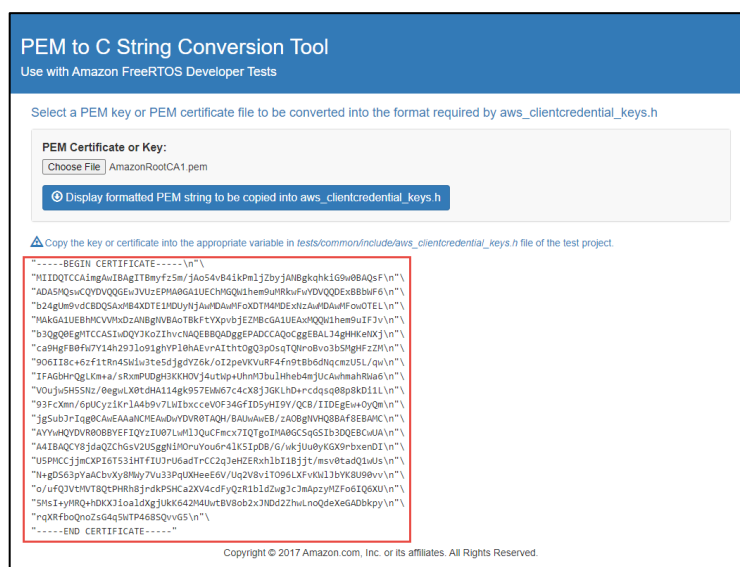 PEM to C String Conversion Tool
Use with Amazon FreeRTOS Developer Tests
Select a PEM key or PEM certificate file to be converted into the format required by aws_clientcredential_keys.h
PEM Certificate or Key:
Choose File AmazonRootCA1.pem
Display formatted PEM string to be copied into aws_clientcredential_keys.h
Copy the key or certificate into the appropriate variable in tests/common/include/aws_clientcredential_keys.h file of the test project.
"-----BEGIN CERTIFICATE-----\n"\
"MIIDQTCCAimgAwIBAgITBmyfz5m/jAo54vB4ikPmljZbyjANBgkqhkiG9w0BAQsF\n"\
"ADA5MQswCQYDVQQGEwJVUzEPMA0GA1UEChMGQW1hem9uMRkwFwYDVQQDExBBbWF6\n"\
"b24gUm9vdCBDQSAxMB4XDTE1MDUyNjAwMDAwMFoXDTM4MDExNzAwMDAwMFowOTEL\n"\
"MAkGA1UEBhMCVVMxDzANBgNVBAoTBkFtYXpvbjEZMBcGA1UEAxMQQW1hem9uIFJv\n"\
"b3QgQ0EgMTCCASIwDQYJKoZIhvcNAQEBBQADggEPADCCAQoCggEBALJ4gHHKeNXj\n"\
"ca9HgFB0fW7Y14h29Jlo91ghYPl0hAEvrAIthtOgQ3pOsqTQNroBvo3bSMgHFzZM\n"\
"9O6II8c+6zf1tRn4SWiw3te5djgdYZ6k/oI2peVKVuRF4fn9tBb6dNqcmzU5L/qw\n"\
"IFAGbHrQgLKm+a/sRxmPUDgH3KKHOVj4utWp+UhnMJbulHheb4mjUcAwhmahRWa6\n"\
"VOujw5H5SNz/0egwLX0tdHA114gk957EWW67c4cX8jJGKLhD+rcdqsq08p8kDi1L\n"\
"93FcXmn/6pUCyziKrlA4b9v7LWIbxcceVOF34GfID5yHI9Y/QCB/IIDEgEw+OyQm\n"\
"jgSubJrIqg0CAwEAAaNCMEAwDwYDVR0TAQH/BAUwAwEB/zAOBgNVHQ8BAf8EBAMC\n"\
"AYYwHQYDVR0OBBYEFIQYzIU07LwMlJQuCFmcx7IQTgoIMA0GCSqGSIb3DQEBCwUA\n"\
"A4IBAQCY8jdaQZChGsV2USggNiMOruYou6r4lK5IpDB/G/wkjUu0yKGX9rbxenDI\n"\
"U5PMCCjjmCXPI6T53iHTfIUJrU6adTrCC2qJeHZERxhlbI1Bjjt/msv0tadQ1wUs\n"\
"N+gDS63pYaACbvXy8MWy7Vu33PqUXHeeE6V/Uq2V8viTO96LXFvKWlJbYK8U90vv\n"\
"o/ufQJVtMVT8QtPHRh8jrdkPSHCa2XV4cdFyQzR1bldZwgJcJmApzyMZFo6IQ6XU\n"\
"5MsI+yMRQ+hDKXJioaldXgjUkK642M4UwtBV8ob2xJNDd2ZhwLnoQdeXeGADbkpy\n"\
"rqXRfboQnoZsG4q5WTP468SQvvG5\n"\
"-----END CERTIFICATE-----"
Copyright © 2017 Amazon.com, Inc. or its affiliates. All Rights Reserved.